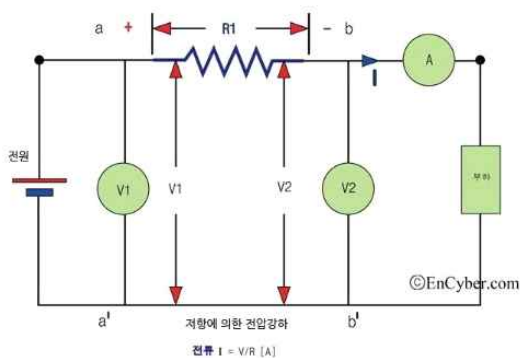 a + R1 - b
A
I
전원
V1 V1 V2 V2
부하
©EnCyber.com
a' 저항에 의한 전압강하 b'
전류 I = V/R [A]